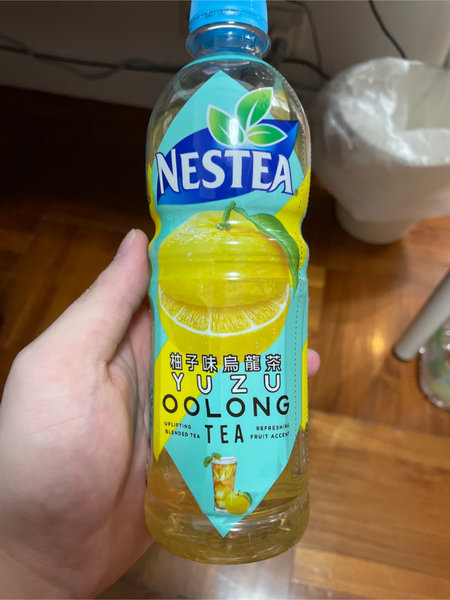 NESTEA
柚子味烏龍茶
YUZU
OOLONG
UPLIFTING
BLENDED TEA
TEA
REFRESHING
FRUIT ACCENT